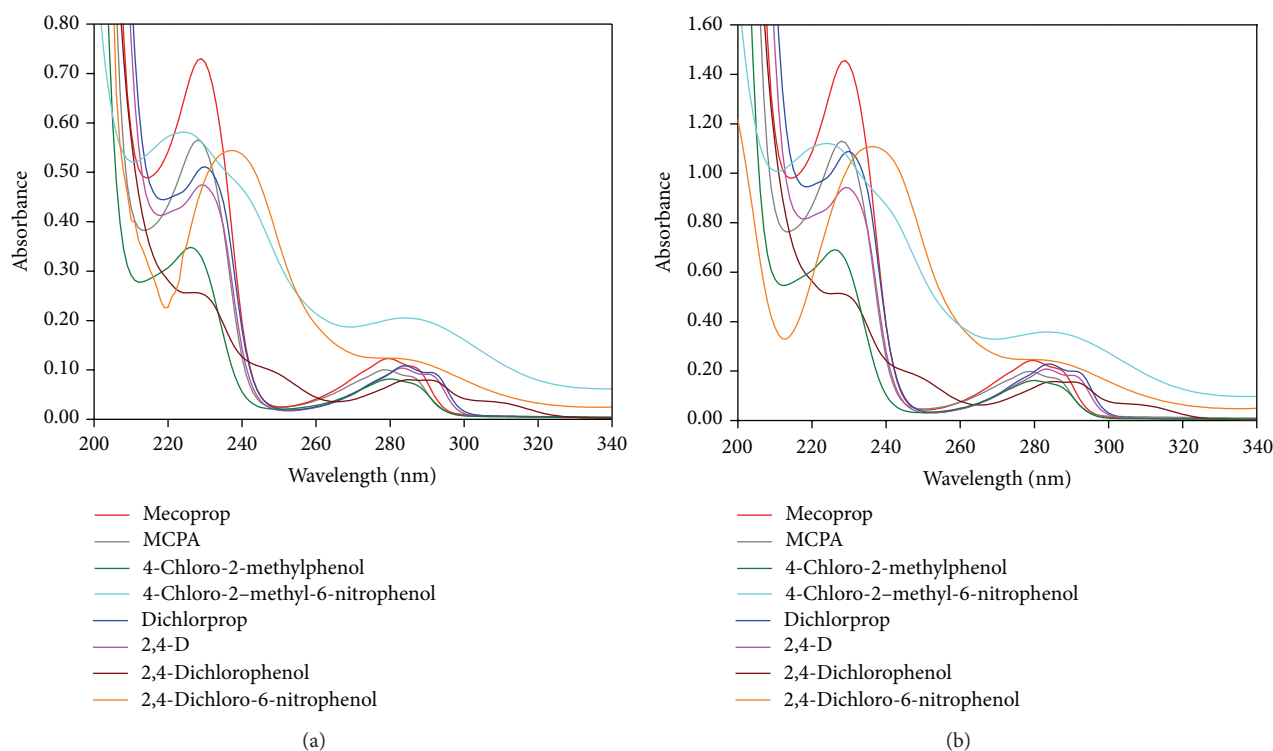 0.80
0.70
0.60
0.50
0.40
0.30
0.20
0.10
0.00
Absorbance
200 220 240 260 280 300 320 340
Wavelength (nm)
Mecoprop
MCPA
4-Chloro-2-methylphenol
4-Chloro-2–methyl-6-nitrophenol
Dichlorprop
2,4-D
2,4-Dichlorophenol
2,4-Dichloro-6-nitrophenol
(a)
1.60
1.40
1.20
1.00
0.80
0.60
0.40
0.20
0.00
Absorbance
200 220 240 260 280 300 320 340
Wavelength (nm)
Mecoprop
MCPA
4-Chloro-2-methylphenol
4-Chloro-2–methyl-6-nitrophenol
Dichlorprop
2,4-D
2,4-Dichlorophenol
2,4-Dichloro-6-nitrophenol
(b)